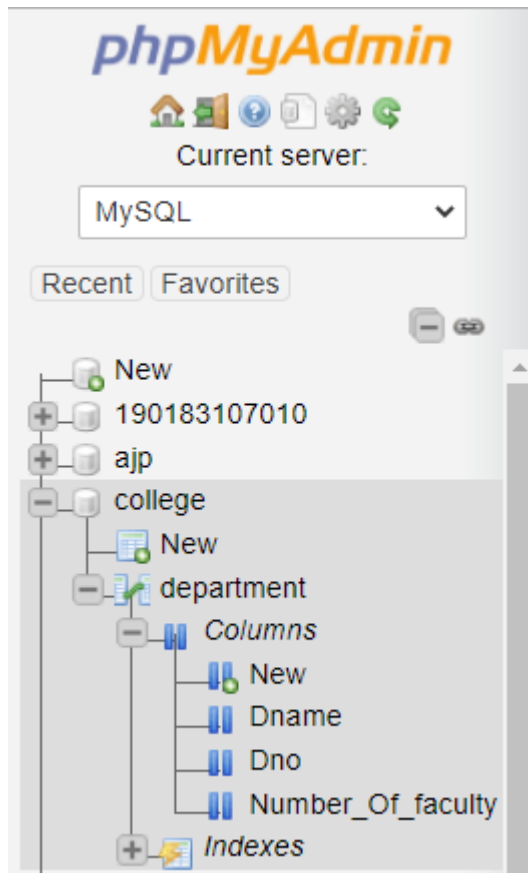 phpMyAdmin
Current server:
MySQL
Recent Favorites
New
190183107010
ajp
college
New
department
Columns
New
Dname
Dno
Number_Of_faculty
Indexes